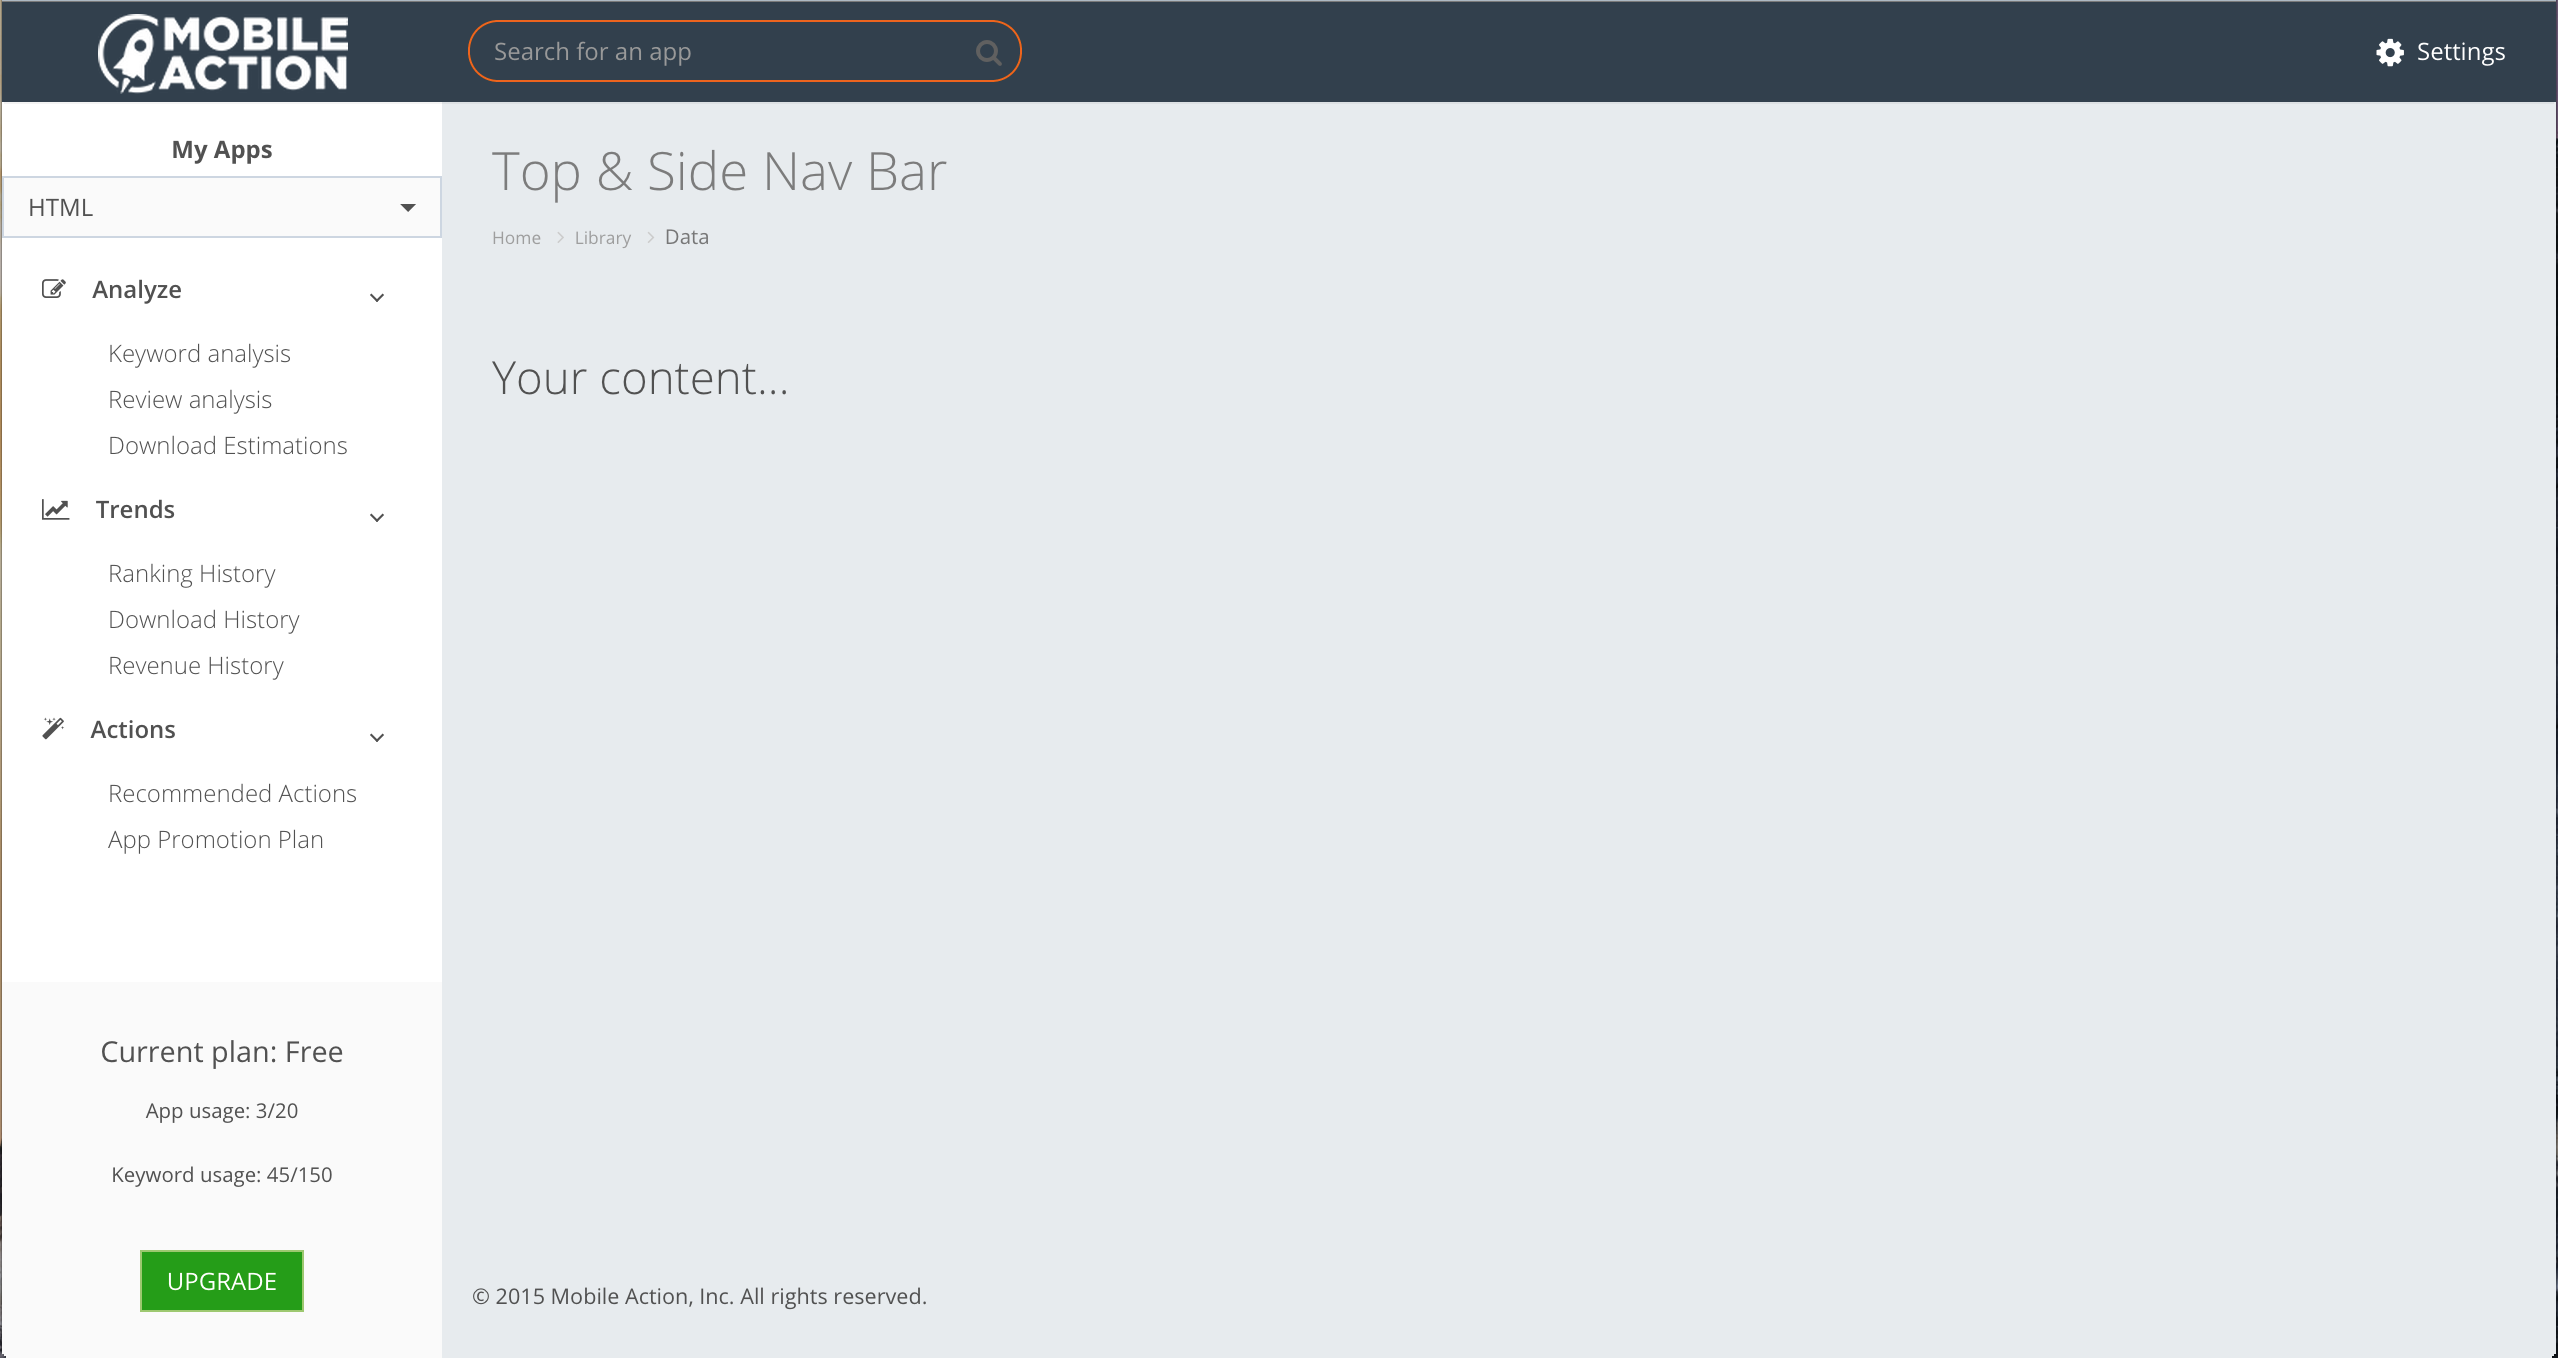 MOBILE
ACTION
Search for an app
Settings
My Apps
HTML
Analyze
Keyword analysis
Review analysis
Download Estimations
Trends
Ranking History
Download History
Revenue History
Actions
Recommended Actions
App Promotion Plan
Current plan: Free
App usage: 3/20
Keyword usage: 45/150
UPGRADE
Top & Side Nav Bar
Home Library Data
Your content...
© 2015 Mobile Action, Inc. All rights reserved.